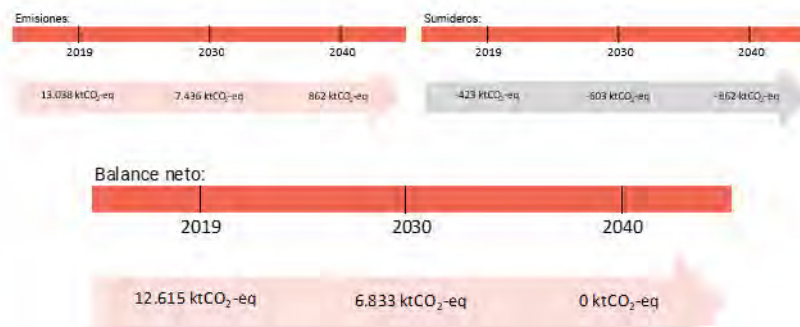 Emisiones:
2019 2030 2040
13.038 ktCO₂-eq 7.436 ktCO₂-eq 862 ktCO₂-eq
Sumideros:
2019 2030 2040
-423 ktCO₂-eq -603 ktCO₂-eq -862 ktCO₂-eq
Balance neto:
2019 2030 2040
12.615 ktCO₂-eq 6.833 ktCO₂-eq 0 ktCO₂-eq